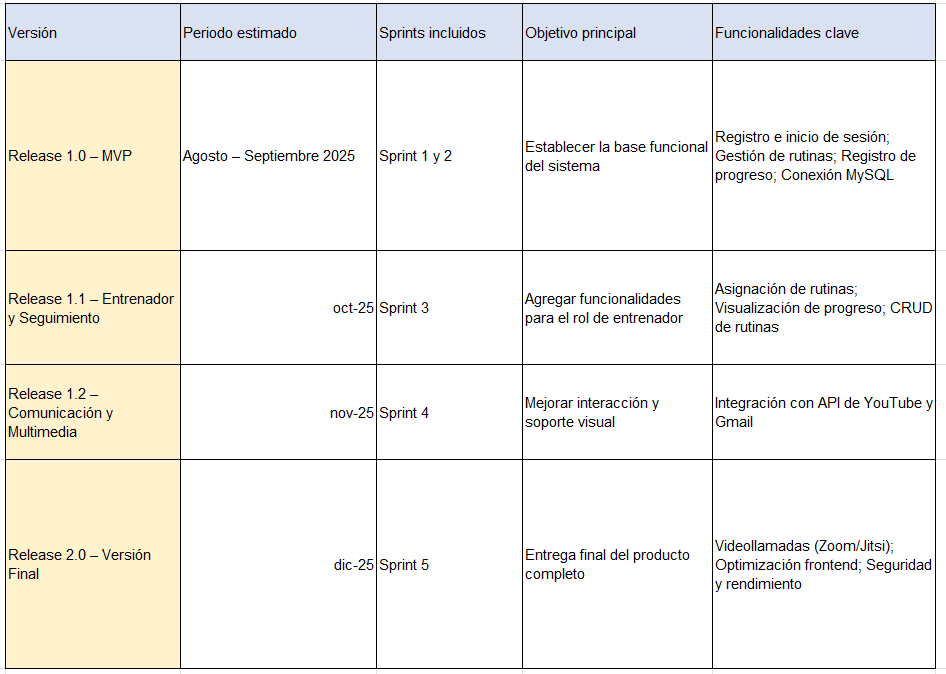 Versión
Periodo estimado
Sprints incluidos
Objetivo principal
Funcionalidades clave
Release 1.0 – MVP
Agosto – Septiembre 2025
Sprint 1 y 2
Establecer la base funcional
del sistema
Registro e inicio de sesión;
Gestión de rutinas; Registro de
progreso; Conexión MySQL
Release 1.1 – Entrenador
y Seguimiento
oct-25
Sprint 3
Agregar funcionalidades
para el rol de entrenador
Asignación de rutinas;
Visualización de progreso; CRUD
de rutinas
Release 1.2 –
Comunicación y
Multimedia
nov-25
Sprint 4
Mejorar interacción y
soporte visual
Integración con API de YouTube y
Gmail
Release 2.0 – Versión
Final
dic-25
Sprint 5
Entrega final del producto
completo
Videollamadas (Zoom/Jitsi);
Optimización frontend; Seguridad
y rendimiento